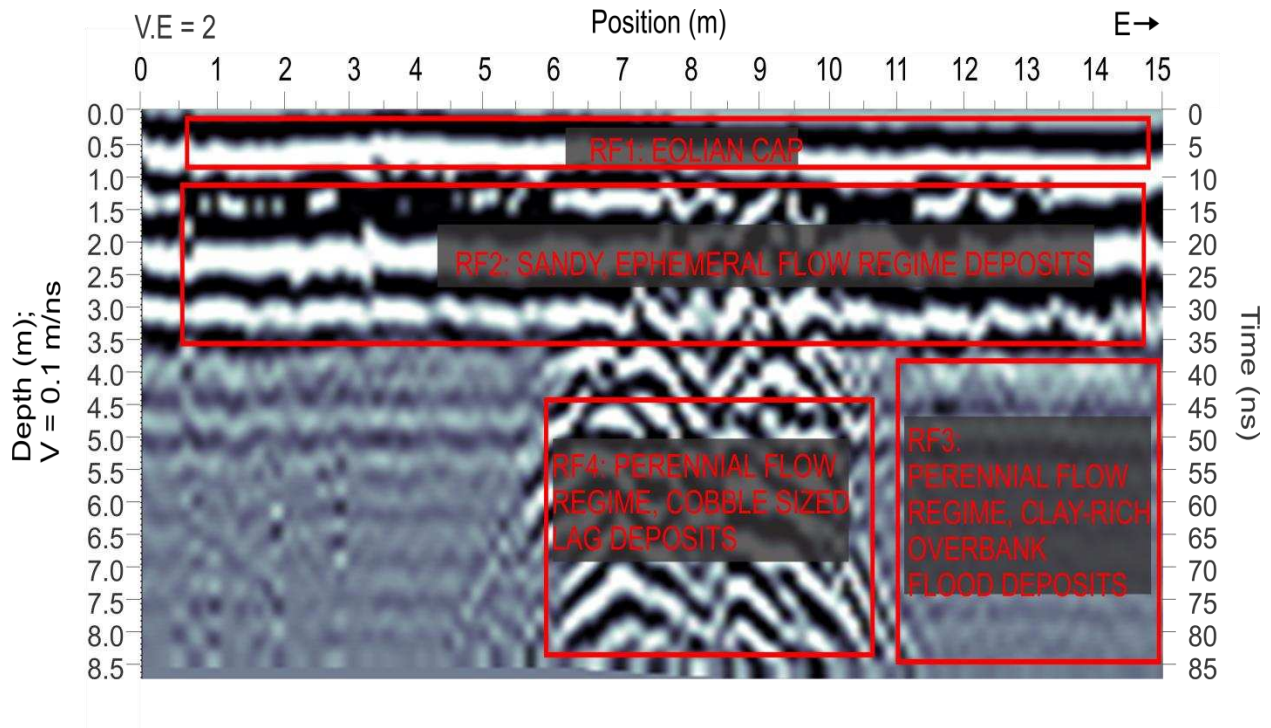 V.E = 2
Position (m)
E→
0 1 2 3 4 5 6 7 8 9 10 11 12 13 14 15
0.0
0.5
1.0
1.5
2.0
2.5
3.0
3.5
4.0
4.5
5.0
5.5
6.0
6.5
7.0
7.5
8.0
8.5
Depth (m);
V = 0.1 m/ns
RF1. EOLIAN CAP
RF2; SANDY, EPHEMERAL FLOW REGIME DEPOSITS
RF4: PERENNIAL FLOW
REGIME, COBBLE SIZED
LAG DEPOSITS
RF3.
PERENNIAL FLOW
REGIME, CLAY-RICH
OVERBANK
FLOOD DEPOSITS
0
5
10
15
20
25
30
35
40
45
50
55
60
65
70
75
80
85
Time (ns)